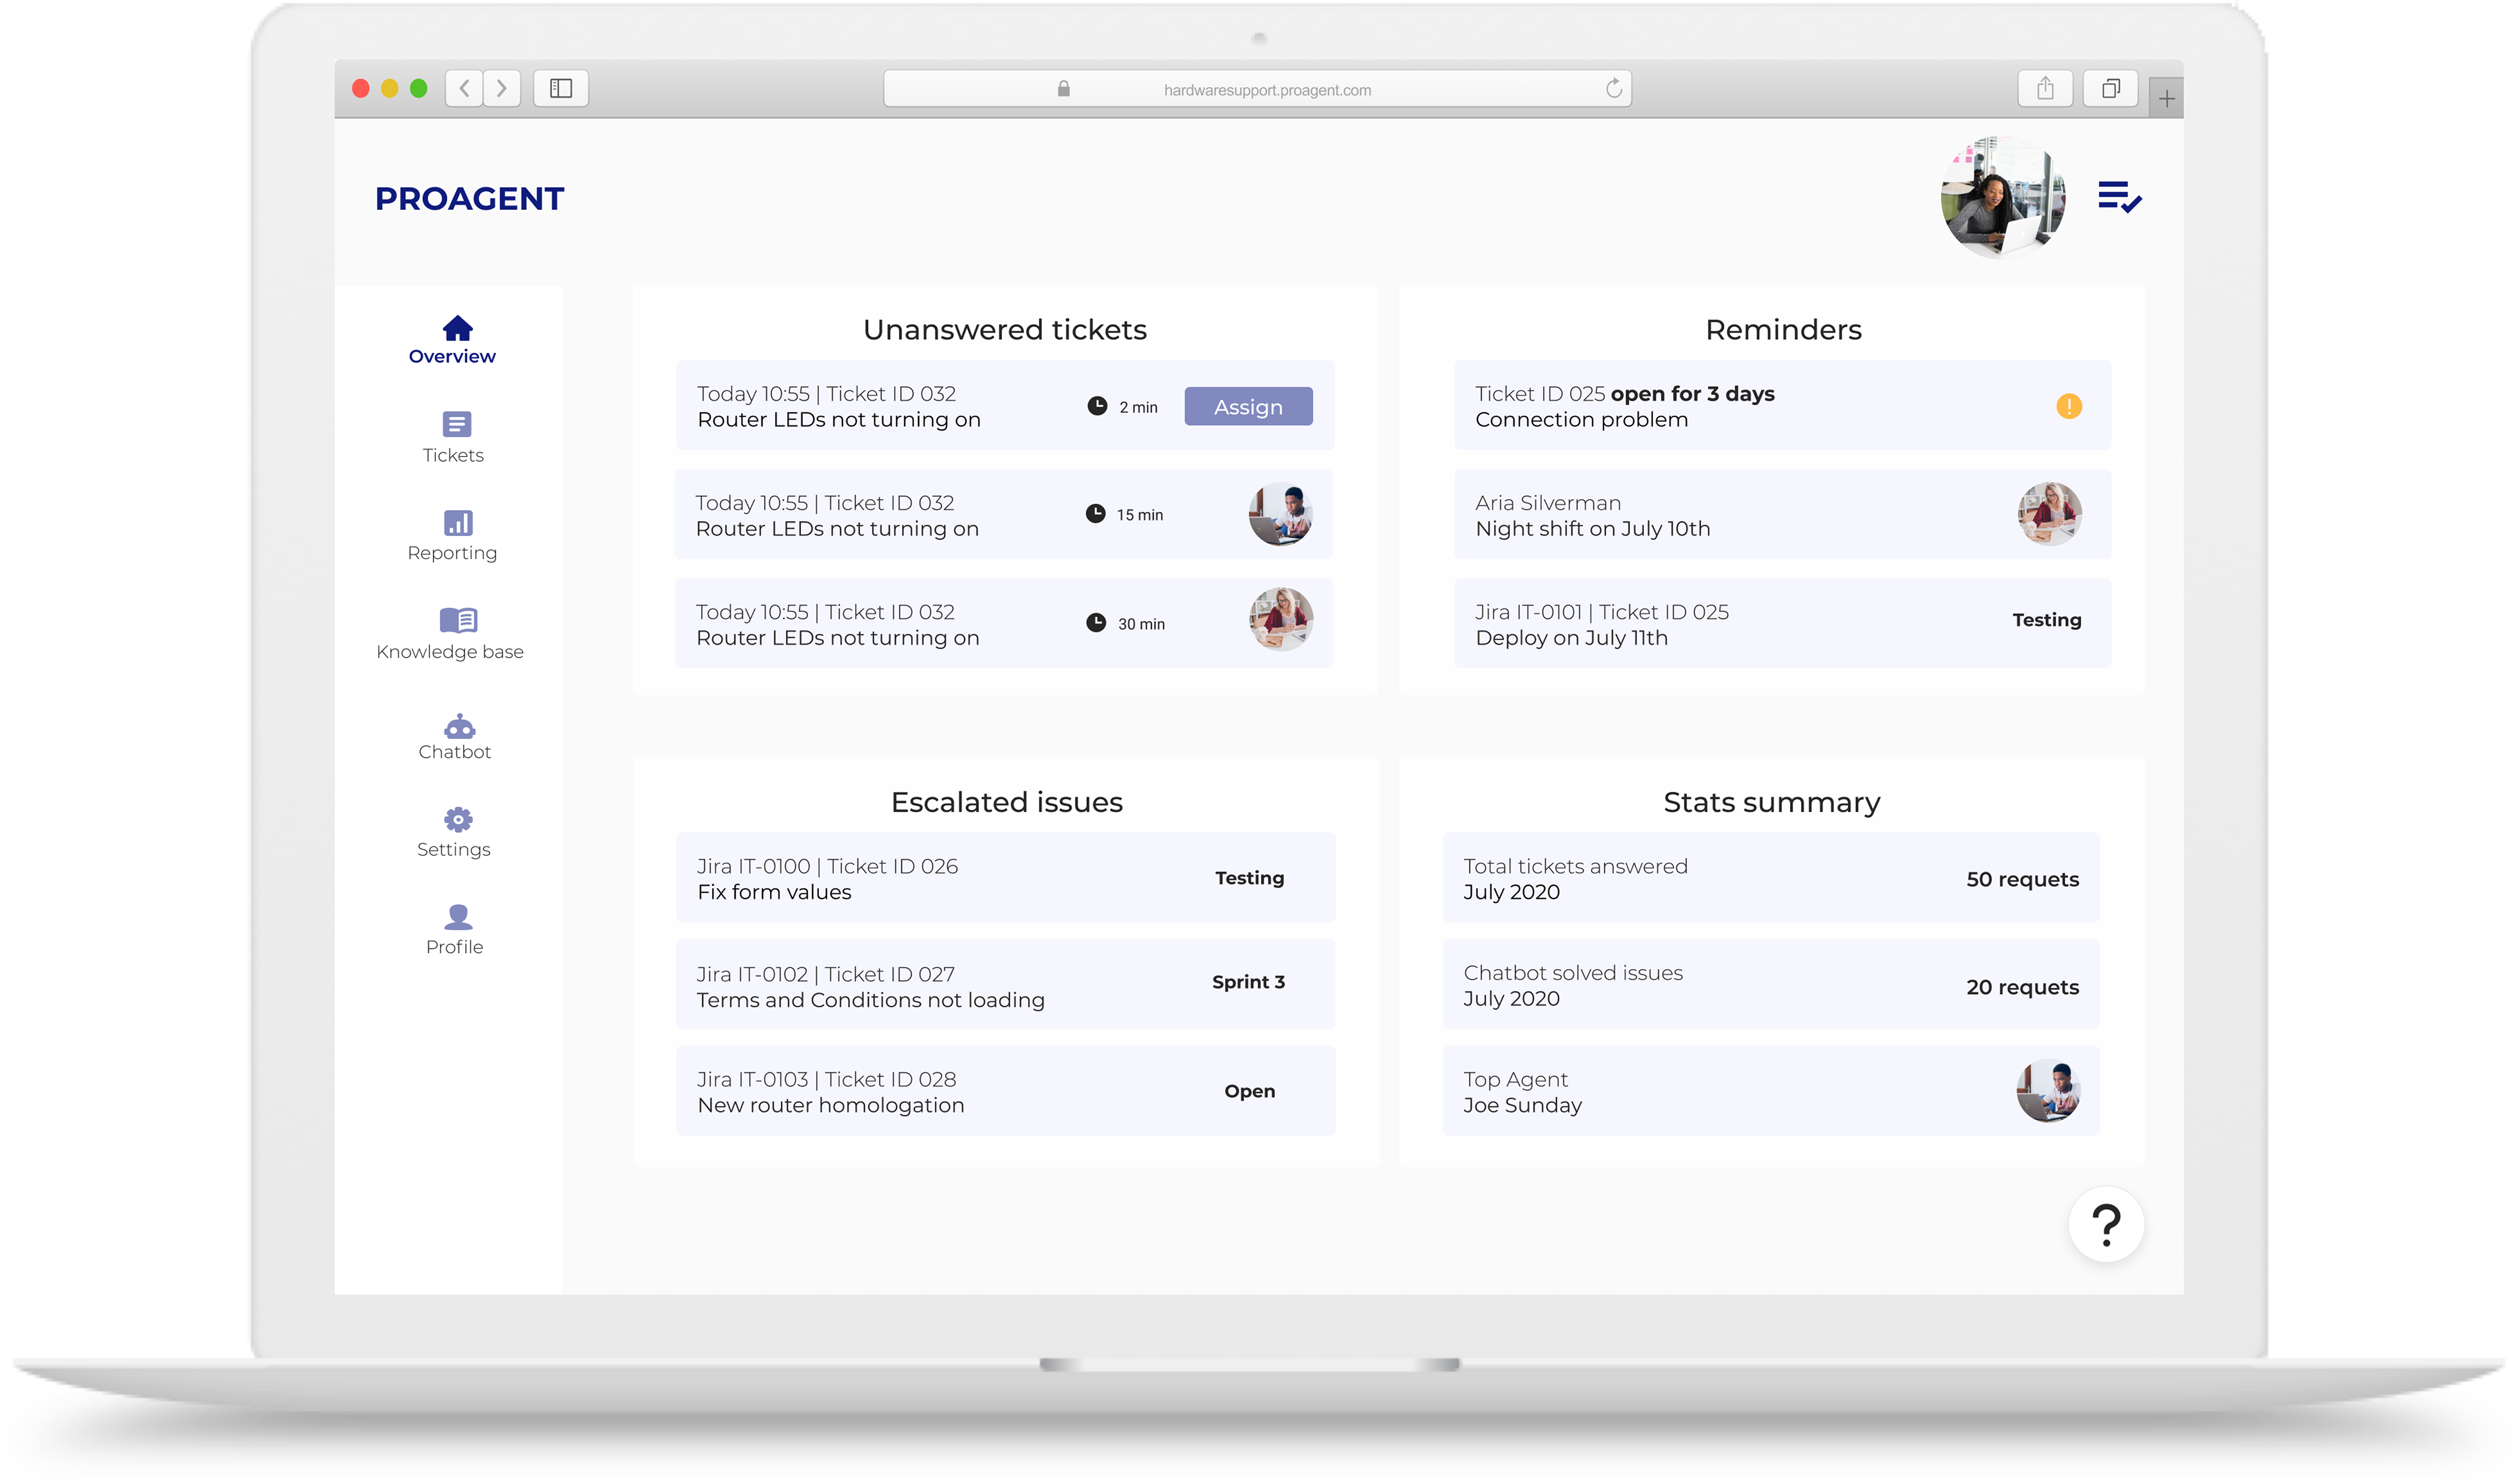 hardwaresupport.proagent.com
PROAGENT
Overview
Tickets
Reporting
Knowledge base
Chatbot
Settings
Profile
Unanswered tickets
Today 10:55 | Ticket ID 032
Router LEDs not turning on
2 min
Assign
Today 10:55 | Ticket ID 032
Router LEDs not turning on
15 min
Today 10:55 | Ticket ID 032
Router LEDs not turning on
30 min
Reminders
Ticket ID 025 open for 3 days
Connection problem
Aria Silverman
Night shift on July 10th
Jira IT-0101 | Ticket ID 025
Deploy on July 11th
Testing
Escalated issues
Jira IT-0100 | Ticket ID 026
Fix form values
Testing
Jira IT-0102 | Ticket ID 027
Terms and Conditions not loading
Sprint 3
Jira IT-0103 | Ticket ID 028
New router homologation
Open
Stats summary
Total tickets answered
July 2020
50 requets
Chatbot solved issues
July 2020
20 requets
Top Agent
Joe Sunday
?